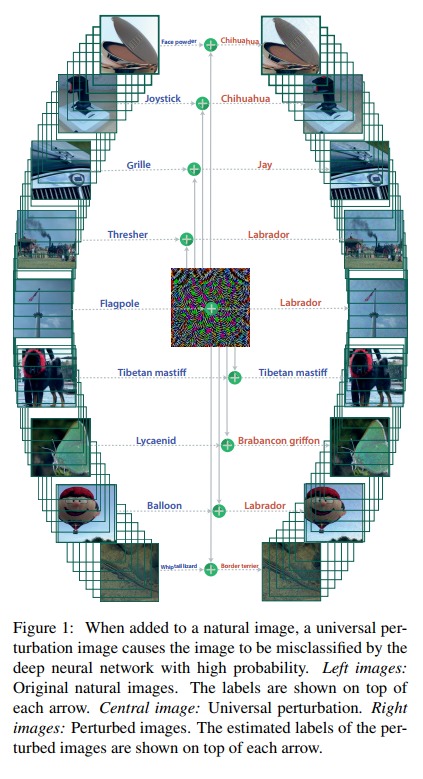 Face powder Chihuahua
Joystick Chihuahua
Grille Jay
Thresher Labrador
Flagpole Labrador
Tibetan mastiff Tibetan mastiff
Lycaenid Brabancon griffon
Balloon Labrador
Whiptail lizard Border terrier
Figure 1: When added to a natural image, a universal per-
turbation image causes the image to be misclassified by the
deep neural network with high probability. Left images:
Original natural images. The labels are shown on top of
each arrow. Central image: Universal perturbation. Right
images: Perturbed images. The estimated labels of the per-
turbed images are shown on top of each arrow.